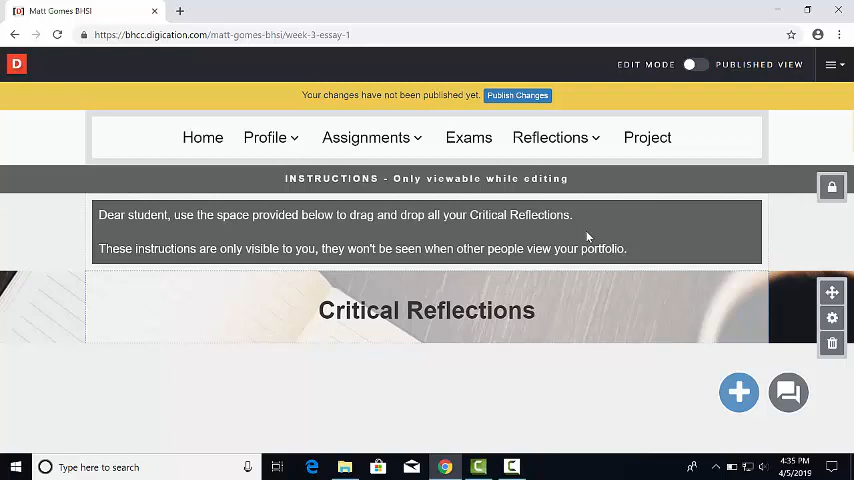 [D] Matt Gomes BHSI
https://bhcc.digication.com/matt-gomes-bhsi/week-3-essay-1
D
EDIT MODE PUBLISHED VIEW
Your changes have not been published yet. Publish Changes
Home Profile Assignments Exams Reflections Project
INSTRUCTIONS - Only viewable while editing
Dear student, use the space provided below to drag and drop all your Critical Reflections.
These instructions are only visible to you, they won't be seen when other people view your portfolio.
Critical Reflections
Type here to search
4:35 PM
4/5/2019